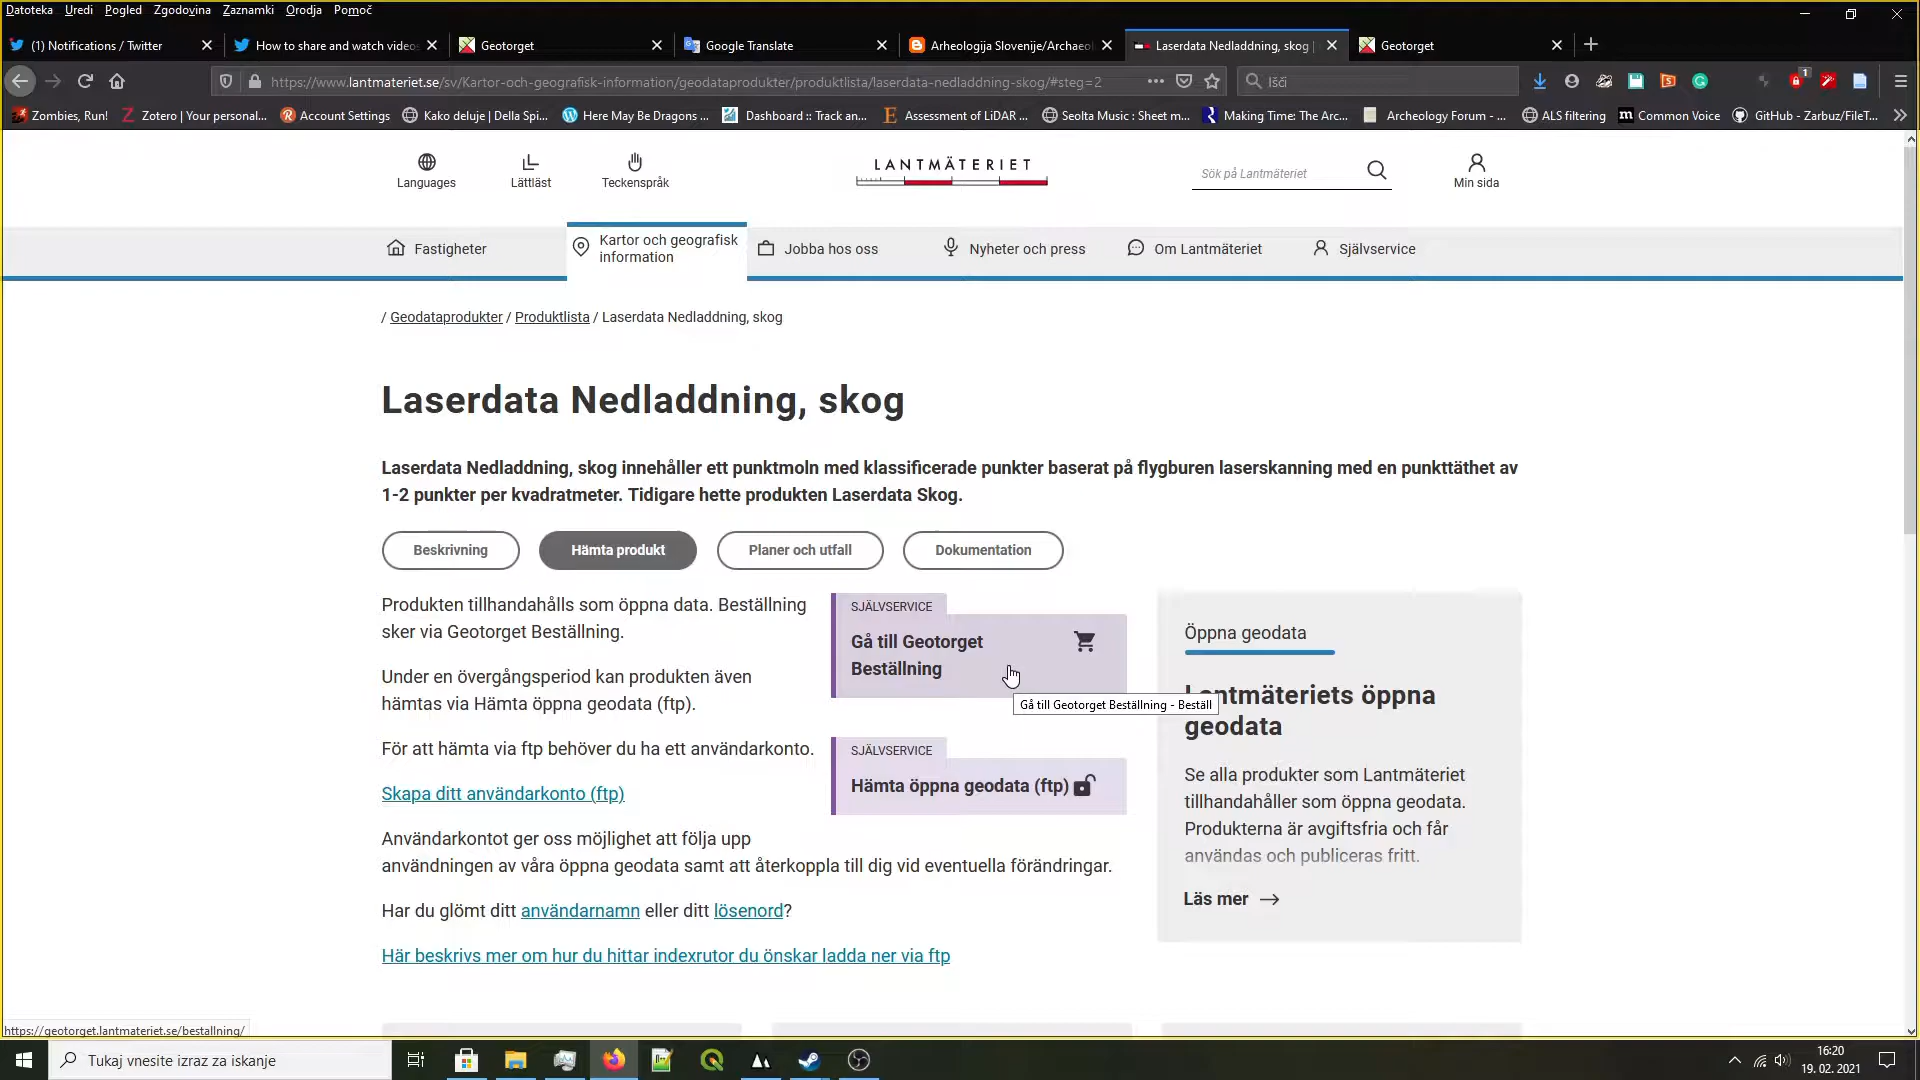 Datoteka Uredi Pogled Zgodovina Zaznamki Orodja Pomoč
(1) Notifications / Twitter
How to share and watch video
Geotorget
Google Translate
Arheologija Slovenije/Archaeo
Laserdata Nedladdning, skog |
Geotorget
https://www.lantmateriet.se/sv/Kartor-och-geografisk-information/geodataprodukter/produktlista/laserdata-nedladdning-skog/#steg=2
Išči
1
Zombies, Run!
Zotero | Your personal...
Account Settings
Kako deluje | Della Spi...
Here May Be Dragons ...
Dashboard :: Track an...
Assessment of LiDAR ...
Seolta Music : Sheet m...
Making Time: The Arc...
Archeology Forum - ...
ALS filtering
Common Voice
GitHub - Zarbuz/FileT...
Languages
Lättläst
Teckenspråk
LANTMÄTERIET
Sök på Lantmäteriet
Min sida
Fastigheter
Kartor och geografisk
information
Jobba hos oss
Nyheter och press
Om Lantmäteriet
Självservice
/ Geodataprodukter / Produktlista / Laserdata Nedladdning, skog
Laserdata Nedladdning, skog
Laserdata Nedladdning, skog innehåller ett punktmoln med klassificerade punkter baserat på flygburen laserskanning med en punkttäthet av
1-2 punkter per kvadratmeter. Tidigare hette produkten Laserdata Skog.
Beskrivning
Hämta produkt
Planer och utfall
Dokumentation
Produkten tillhandahålls som öppna data. Beställning
sker via Geotorget Beställning.
Under en övergångsperiod kan produkten även
hämtas via Hämta öppna geodata (ftp).
För att hämta via ftp behöver du ha ett användarkonto.
Skapa ditt användarkonto (ftp)
Användarkontot ger oss möjlighet att följa upp
användningen av våra öppna geodata samt att återkoppla till dig vid eventuella förändringar.
Har du glömt ditt användarnamn eller ditt lösenord?
Här beskrivs mer om hur du hittar indexrutor du önskar ladda ner via ftp
SJÄLVSERVICE
Gå till Geotorget
Beställning
Gå till Geotorget Beställning - Beställ
SJÄLVSERVICE
Hämta öppna geodata (ftp)
Öppna geodata
Lantmäteriets öppna
geodata
Se alla produkter som Lantmäteriet
tillhandahåller som öppna geodata.
Produkterna är avgiftsfria och får
användas och publiceras fritt.
Läs mer
https://geotorget.lantmateriet.se/bestallning/
Tukaj vnesite izraz za iskanje
16:20
19. 02. 2021